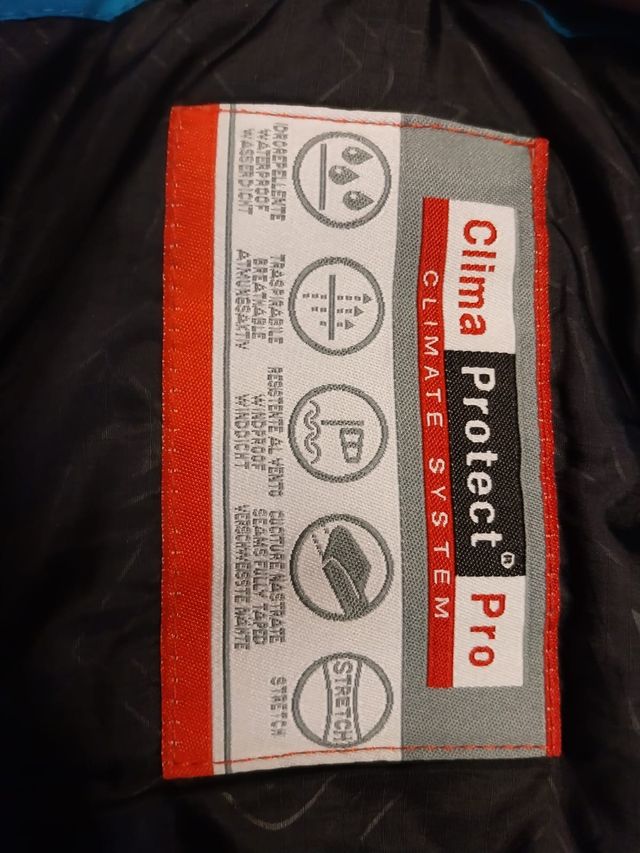 Clima Protect® Pro
CLIMATE SYSTEM
IDROREPELLENTE
WATERPROOF
WASSERDICHT
TRASPIRABILE
BREATHABLE
ATMUNGSAKTIV
RESISTENTE AL VENTO
WINDPROOF
WINDDICHT
CUCITURE NASTRATE
SEAMS FULLY TAPED
VERSCHWEISSTE NÄHTE
STRETCH
STRETCH